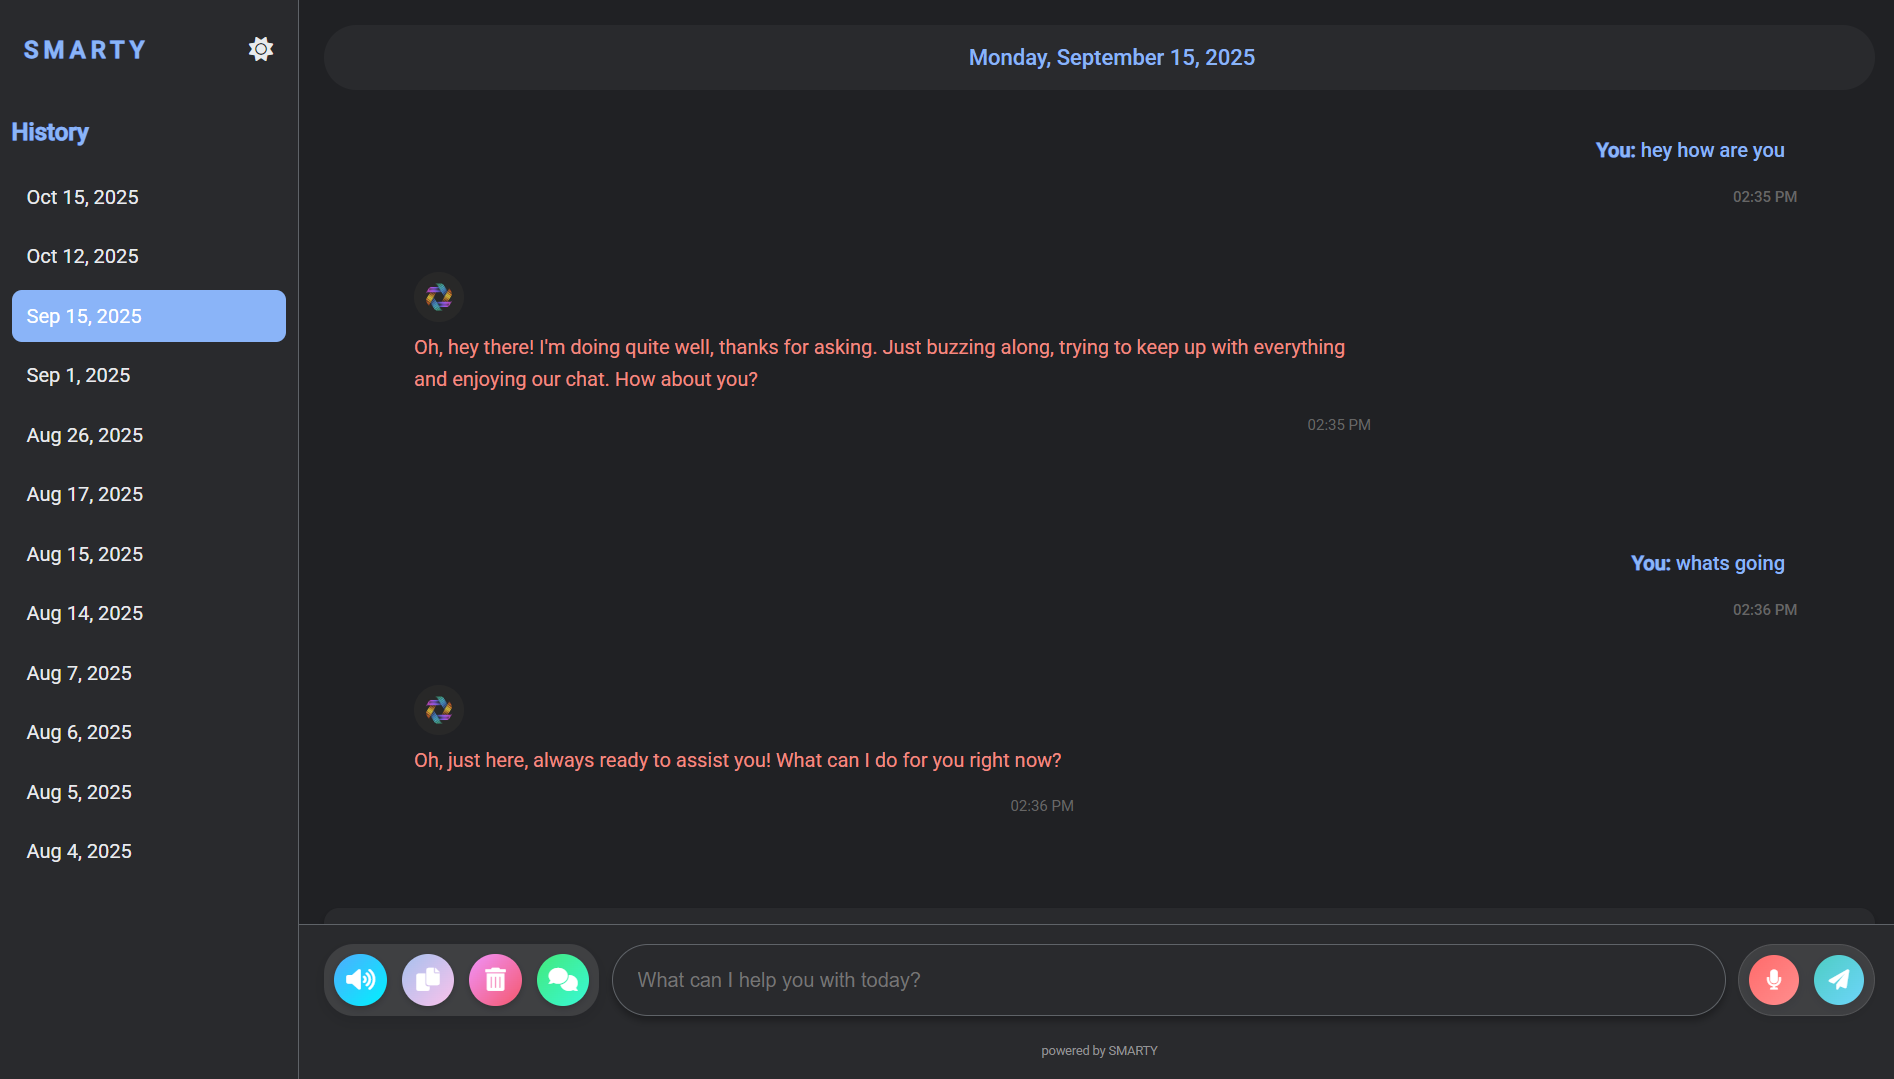 SMARTY
History
Oct 15, 2025
Oct 12, 2025
Sep 15, 2025
Sep 1, 2025
Aug 26, 2025
Aug 17, 2025
Aug 15, 2025
Aug 14, 2025
Aug 7, 2025
Aug 6, 2025
Aug 5, 2025
Aug 4, 2025
Monday, September 15, 2025
You: hey how are you
02:35 PM
Oh, hey there! I'm doing quite well, thanks for asking. Just buzzing along, trying to keep up with everything
and enjoying our chat. How about you?
02:35 PM
You: whats going
02:36 PM
Oh, just here, always ready to assist you! What can I do for you right now?
02:36 PM
What can I help you with today?
powered by SMARTY